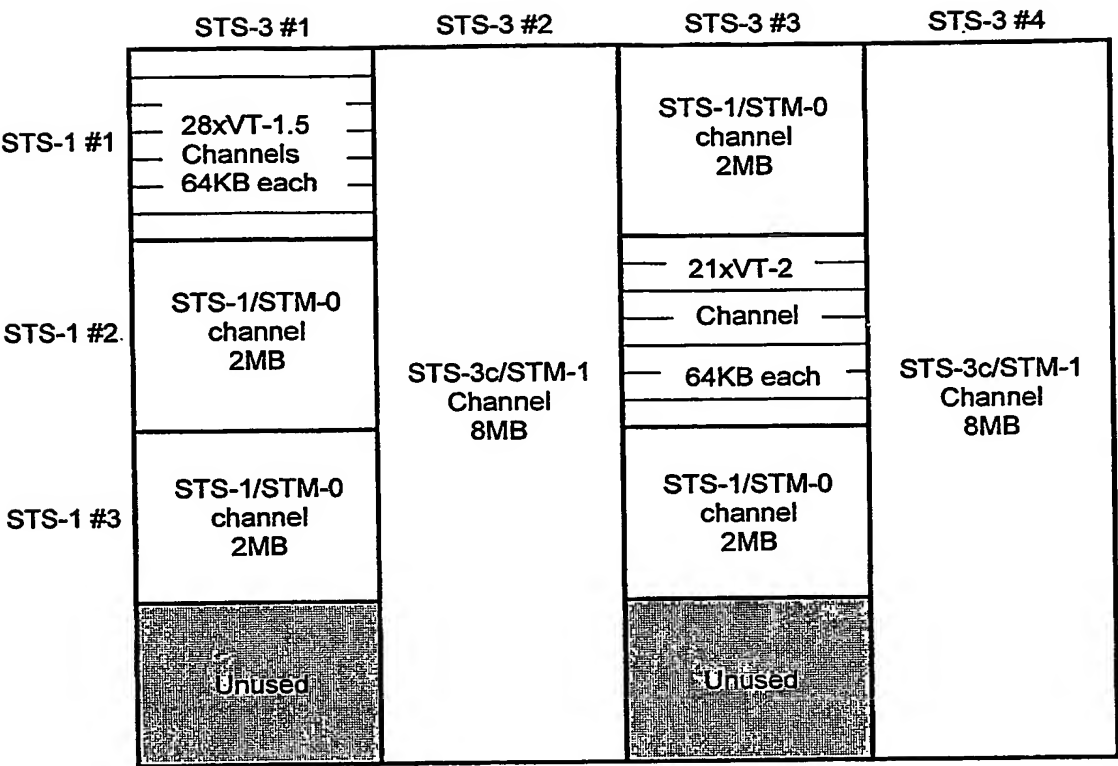 STS-3 #1 STS-3 #2 STS-3 #3 STS-3 #4
STS-1 #1
28xVT-1.5
Channels
64KB each
STS-1/STM-0
channel
2MB
STS-1 #2
STS-1/STM-0
channel
2MB
21xVT-2
Channel
64KB each
STS-3c/STM-1
Channel
8MB
STS-3c/STM-1
Channel
8MB
STS-1 #3
STS-1/STM-0
channel
2MB
STS-1/STM-0
channel
2MB
Unused
Unused